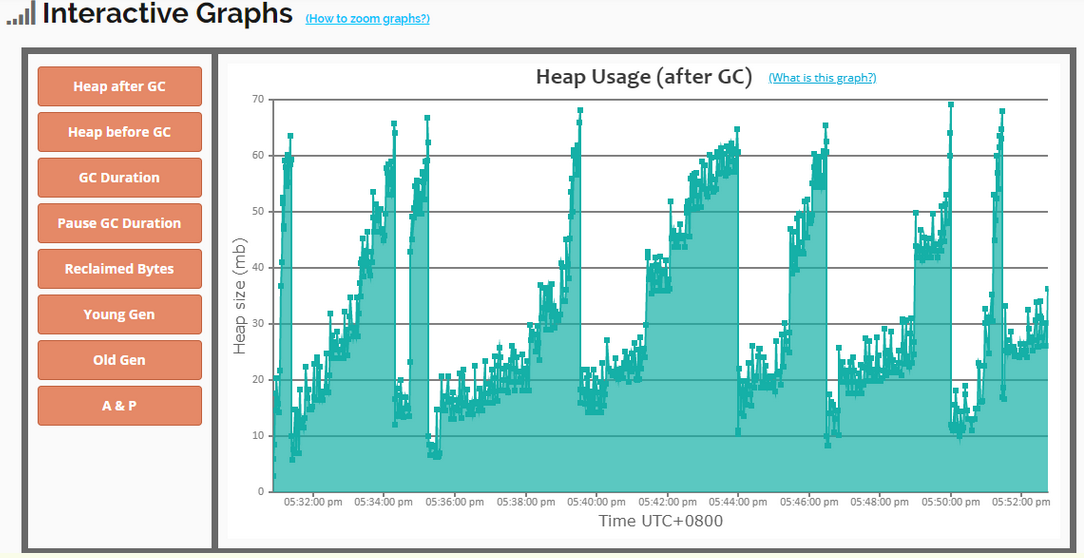 Interactive Graphs (How to zoom graphs?)
Heap after GC
Heap before GC
GC Duration
Pause GC Duration
Reclaimed Bytes
Young Gen
Old Gen
A & P
Heap Usage (after GC) (What is this graph?)
Heap size (mb)
70
60
50
40
30
20
10
0
05:32:00 pm 05:34:00 pm 05:36:00 pm 05:38:00 pm 05:40:00 pm 05:42:00 pm 05:44:00 pm 05:46:00 pm 05:48:00 pm 05:50:00 pm 05:52:00 pm
Time UTC+0800